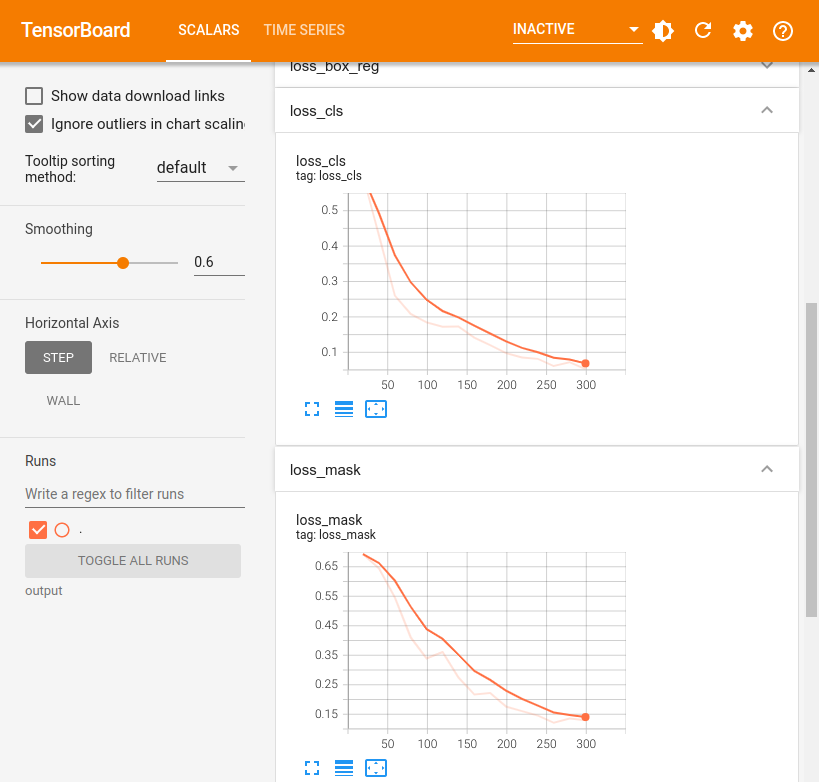 TensorBoard
SCALARS
TIME SERIES
INACTIVE
Show data download links
Ignore outliers in chart scalin
Tooltip sorting
method:
default
Smoothing
0.6
Horizontal Axis
STEP
RELATIVE
WALL
Runs
Write a regex to filter runs
.
TOGGLE ALL RUNS
output
loss_box_reg
loss_cls
loss_cls
tag: loss_cls
0.5
0.4
0.3
0.2
0.1
50 100 150 200 250 300
loss_mask
loss_mask
tag: loss_mask
0.65
0.55
0.45
0.35
0.25
0.15
50 100 150 200 250 300